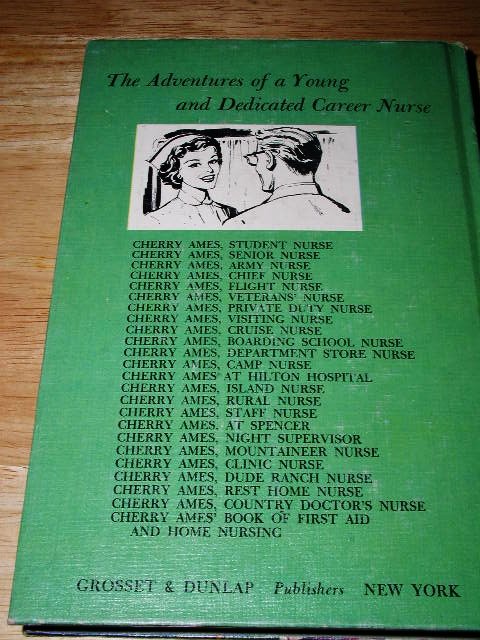 The Adventures of a Young
and Dedicated Career Nurse
CHERRY AMES, STUDENT NURSE
CHERRY AMES, SENIOR NURSE
CHERRY AMES, ARMY NURSE
CHERRY AMES, CHIEF NURSE
CHERRY AMES, FLIGHT NURSE
CHERRY AMES, VETERANS' NURSE
CHERRY AMES, PRIVATE DUTY NURSE
CHERRY AMES, VISITING NURSE
CHERRY AMES, CRUISE NURSE
CHERRY AMES, BOARDING SCHOOL NURSE
CHERRY AMES, DEPARTMENT STORE NURSE
CHERRY AMES, CAMP NURSE
CHERRY AMES AT HILTON HOSPITAL
CHERRY AMES, ISLAND NURSE
CHERRY AMES, RURAL NURSE
CHERRY AMES, STAFF NURSE
CHERRY AMES, AT SPENCER
CHERRY AMES, NIGHT SUPERVISOR
CHERRY AMES, MOUNTAINEER NURSE
CHERRY AMES, CLINIC NURSE
CHERRY AMES, DUDE RANCH NURSE
CHERRY AMES, REST HOME NURSE
CHERRY AMES, COUNTRY DOCTOR'S NURSE
CHERRY AMES' BOOK OF FIRST AID
AND HOME NURSING
GROSSET & DUNLAP Publishers NEW YORK